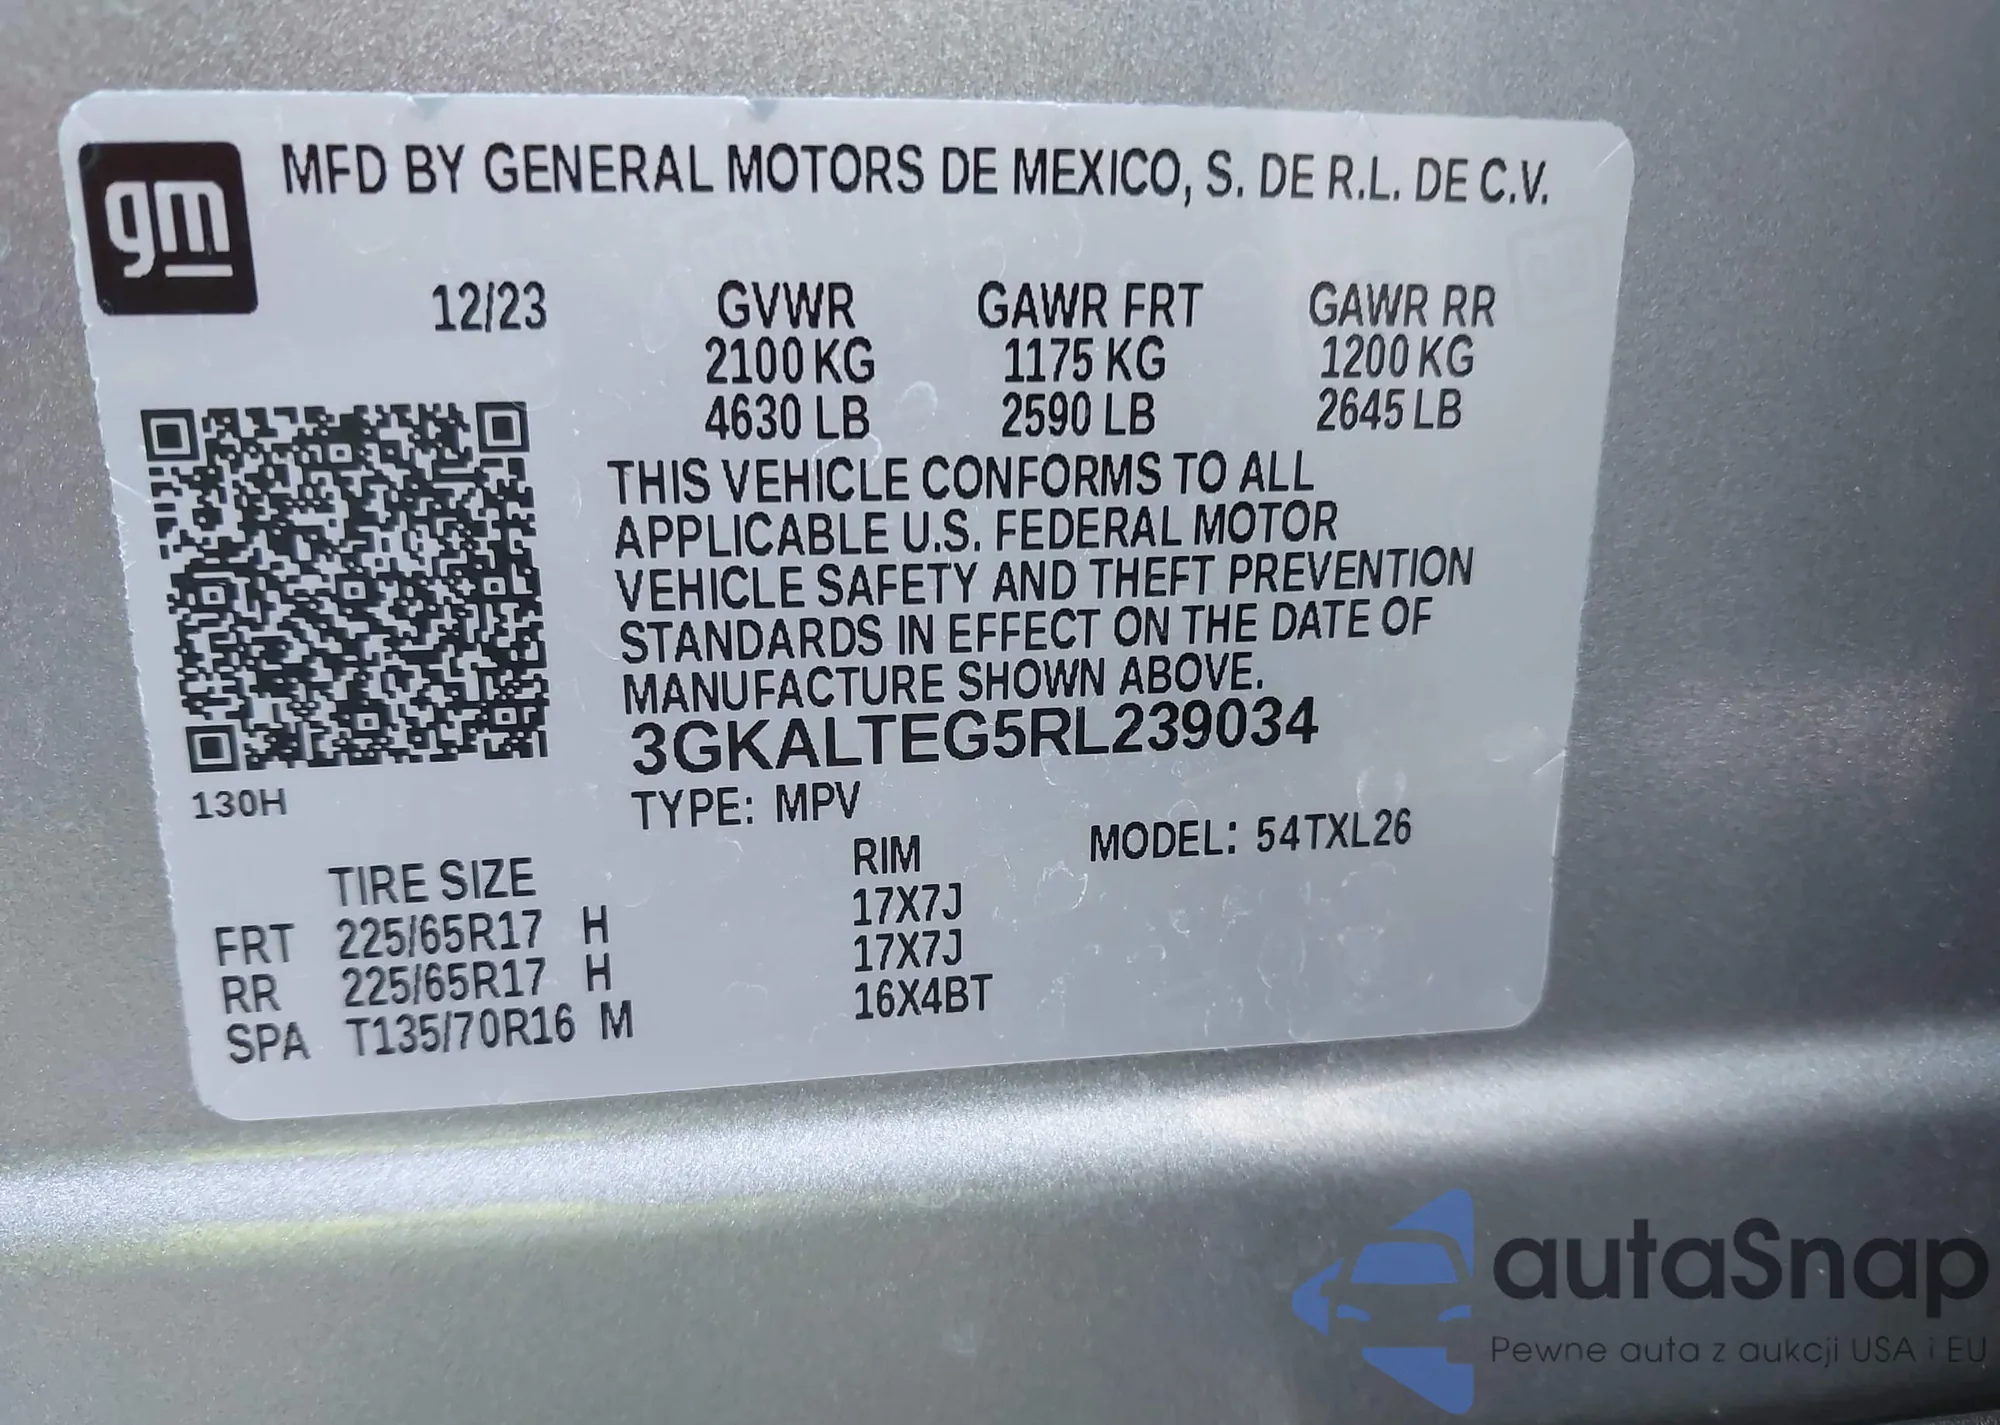 gm
MFD BY GENERAL MOTORS DE MEXICO, S. DE R.L. DE C.V.
12/23 GVWR GAWR FRT GAWR RR
2100 KG 1175 KG 1200 KG
4630 LB 2590 LB 2645 LB
THIS VEHICLE CONFORMS TO ALL
APPLICABLE U.S. FEDERAL MOTOR
VEHICLE SAFETY AND THEFT PREVENTION
STANDARDS IN EFFECT ON THE DATE OF
MANUFACTURE SHOWN ABOVE.
3GKALTEG5RL239034
130H
TYPE: MPV MODEL: 54TXL26
TIRE SIZE RIM
FRT 225/65R17 H 17X7J
RR 225/65R17 H 17X7J
SPA T135/70R16 M 16X4BT
autaSnap
Pewne auta z aukcji USA i EU